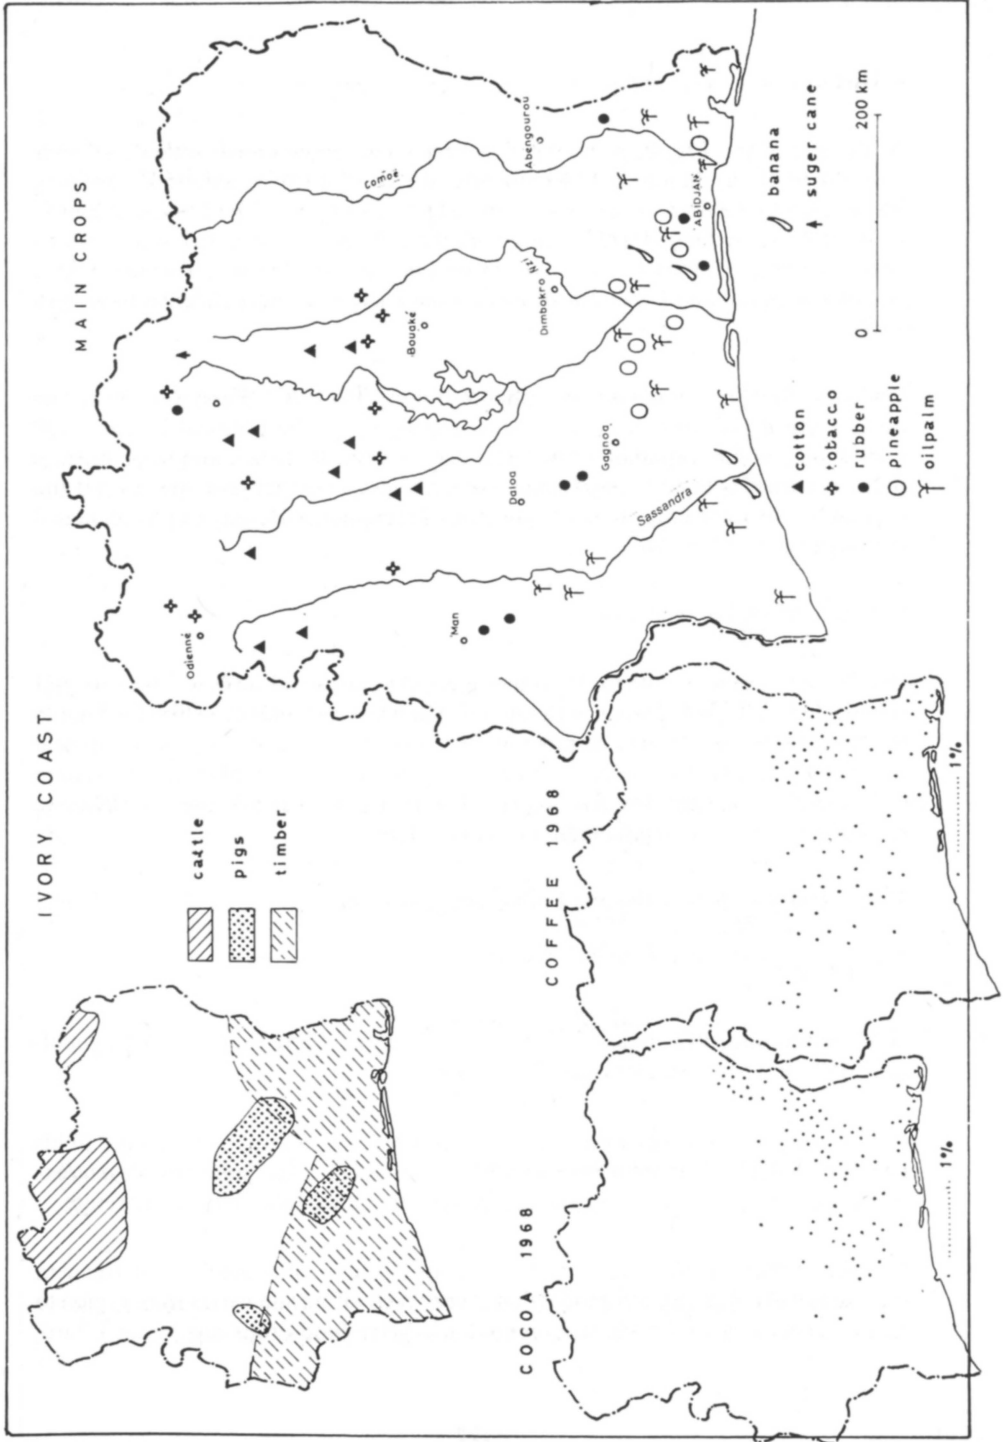 IVORY COAST
MAIN CROPS
cattle
pigs
timber
Odienné
Comoé
Bouaké
Man
Daloa
Dimbokro
Nzi
Abengourou
Gagnoa
Sassandra
ABIDJAN
cotton
tobacco
rubber
pineapple
oilpalm
banana
suger cane
0 200 km
COCOA 1968
1%
COFFEE 1968
1%